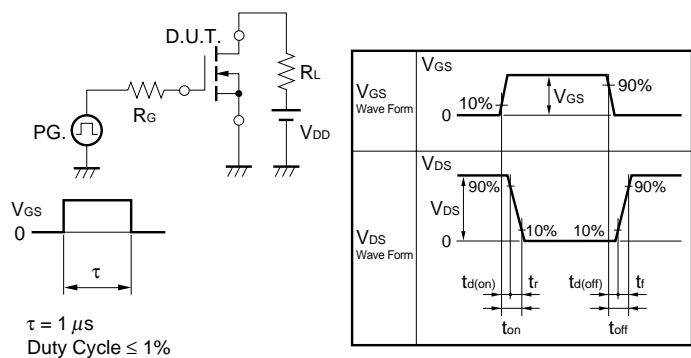 D.U.T.
RL
RG
PG.
VDD
VGS
0
τ
τ = 1 μs
Duty Cycle ≤ 1%
VGS
Wave Form
VGS
10%
90%
VGS
0
VDS
Wave Form
VDS
90%
90%
VDS
10%
10%
0
td(on) tr td(off) tf
ton toff